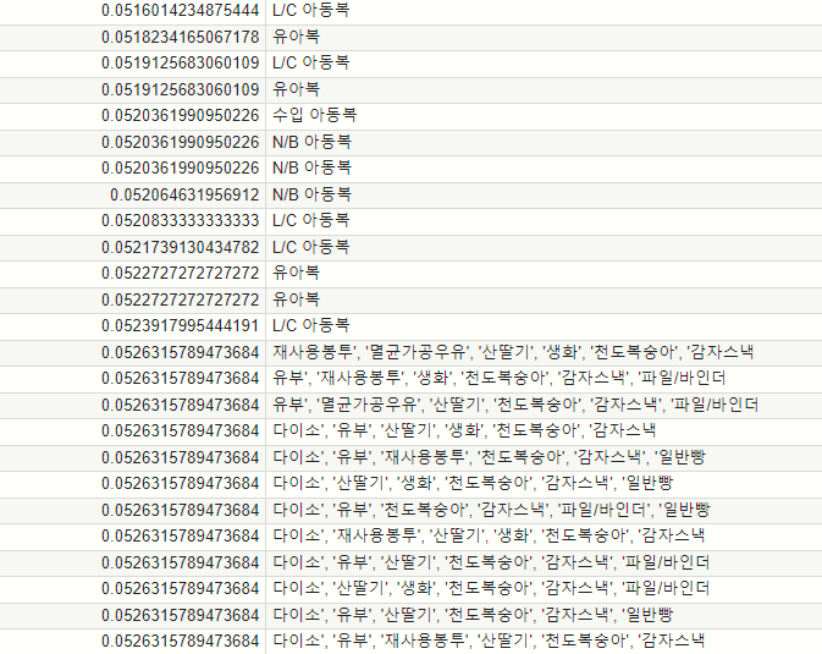 0.0516014234875444 L/C 아동복
0.0518234165067178 유아복
0.0519125683060109 L/C 아동복
0.0519125683060109 유아복
0.0520361990950226 수입 아동복
0.0520361990950226 N/B 아동복
0.0520361990950226 N/B 아동복
0.052064631956912 N/B 아동복
0.0520833333333333 L/C 아동복
0.0521739130434782 L/C 아동복
0.0522727272727272 유아복
0.0522727272727272 유아복
0.0523917995444191 L/C 아동복
0.0526315789473684 재사용봉투', '멸균가공우유', '산딸기', '생화', '천도복숭아', '감자스낵
0.0526315789473684 유부', '재사용봉투', '생화', '천도복숭아', '감자스낵', '파일/바인더
0.0526315789473684 유부', '멸균가공우유', '산딸기', '천도복숭아', '감자스낵', '파일/바인더
0.0526315789473684 다이소', '유부', '산딸기', '생화', '천도복숭아', '감자스낵
0.0526315789473684 다이소', '유부', '재사용봉투', '천도복숭아', '감자스낵', '일반빵
0.0526315789473684 다이소', '산딸기', '생화', '천도복숭아', '감자스낵', '일반빵
0.0526315789473684 다이소', '유부', '천도복숭아', '감자스낵', '파일/바인더', '일반빵
0.0526315789473684 다이소', '재사용봉투', '산딸기', '생화', '천도복숭아', '감자스낵
0.0526315789473684 다이소', '유부', '산딸기', '천도복숭아', '감자스낵', '파일/바인더
0.0526315789473684 다이소', '산딸기', '생화', '천도복숭아', '감자스낵', '파일/바인더
0.0526315789473684 다이소', '유부', '산딸기', '천도복숭아', '감자스낵', '일반빵
0.0526315789473684 다이소', '유부', '재사용봉투', '산딸기', '천도복숭아', '감자스낵